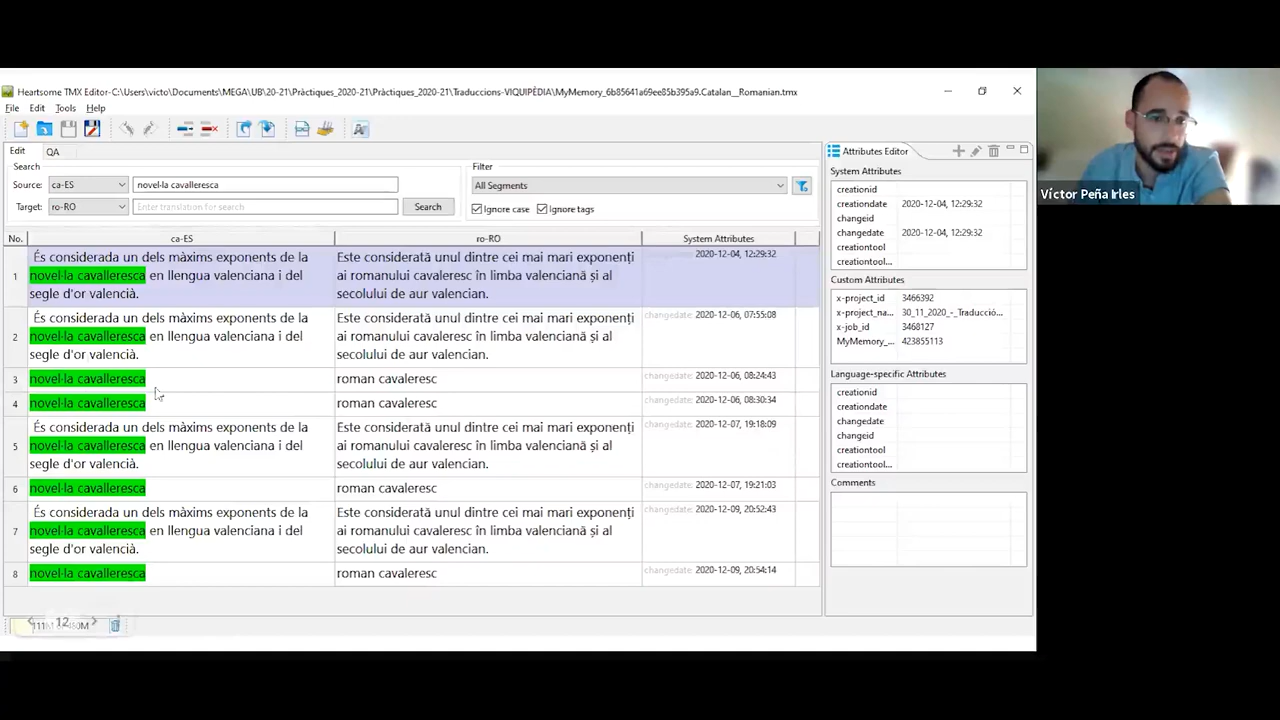 Heartsome TMX Editor-C:\Users\victo\Documents\MEGA\UB\20-21\Pràctiques_2020-21\Pràctiques_2020-21\Traduccions-VIQUIPÈDIA\MyMemory_6b85641a69ee85b395a9.Catalan__Romanian.tmx
File Edit Tools Help
Edit QA
Search
Source: ca-ES novel·la cavalleresca
Target: ro-RO Enter translation for search Search
Filter
All Segments
Ignore case Ignore tags
No. ca-ES ro-RO System Attributes
1
És considerada un dels màxims exponents de la
novel·la cavalleresca en llengua valenciana i del
segle d'or valencià.
Este considerată unul dintre cei mai mari exponenți
ai romanului cavaleresc în limba valenciană și al
secolului de aur valencian.
2020-12-04, 12:29:32
2
És considerada un dels màxims exponents de la
novel·la cavalleresca en llengua valenciana i del
segle d'or valencià.
Este considerată unul dintre cei mai mari exponenți
ai romanului cavaleresc în limba valenciană și al
secolului de aur valencian.
changedate: 2020-12-06, 07:55:08
3 novel·la cavalleresca roman cavaleresc changedate: 2020-12-06, 08:24:43
4 novel·la cavalleresca roman cavaleresc changedate: 2020-12-06, 08:30:34
5
És considerada un dels màxims exponents de la
novel·la cavalleresca en llengua valenciana i del
segle d'or valencià.
Este considerată unul dintre cei mai mari exponenți
ai romanului cavaleresc în limba valenciană și al
secolului de aur valencian.
changedate: 2020-12-07, 19:18:09
6 novel·la cavalleresca roman cavaleresc changedate: 2020-12-07, 19:21:03
7
És considerada un dels màxims exponents de la
novel·la cavalleresca en llengua valenciana i del
segle d'or valencià.
Este considerată unul dintre cei mai mari exponenți
ai romanului cavaleresc în limba valenciană și al
secolului de aur valencian.
changedate: 2020-12-09, 20:52:43
8 novel·la cavalleresca roman cavaleresc changedate: 2020-12-09, 20:54:14
12
Attributes Editor
System Attributes
creationid
creationdate 2020-12-04, 12:29:32
changeid
changedate 2020-12-04, 12:29:32
creationtool
creationtool...
Custom Attributes
x-project_id 3466392
x-project_na... 30_11_2020_-_Traducció...
x-job_id 3468127
MyMemory_... 423855113
Language-specific Attributes
creationid
creationdate
changedate
changeid
creationtool
creationtool...
Comments
Víctor Peña Irles